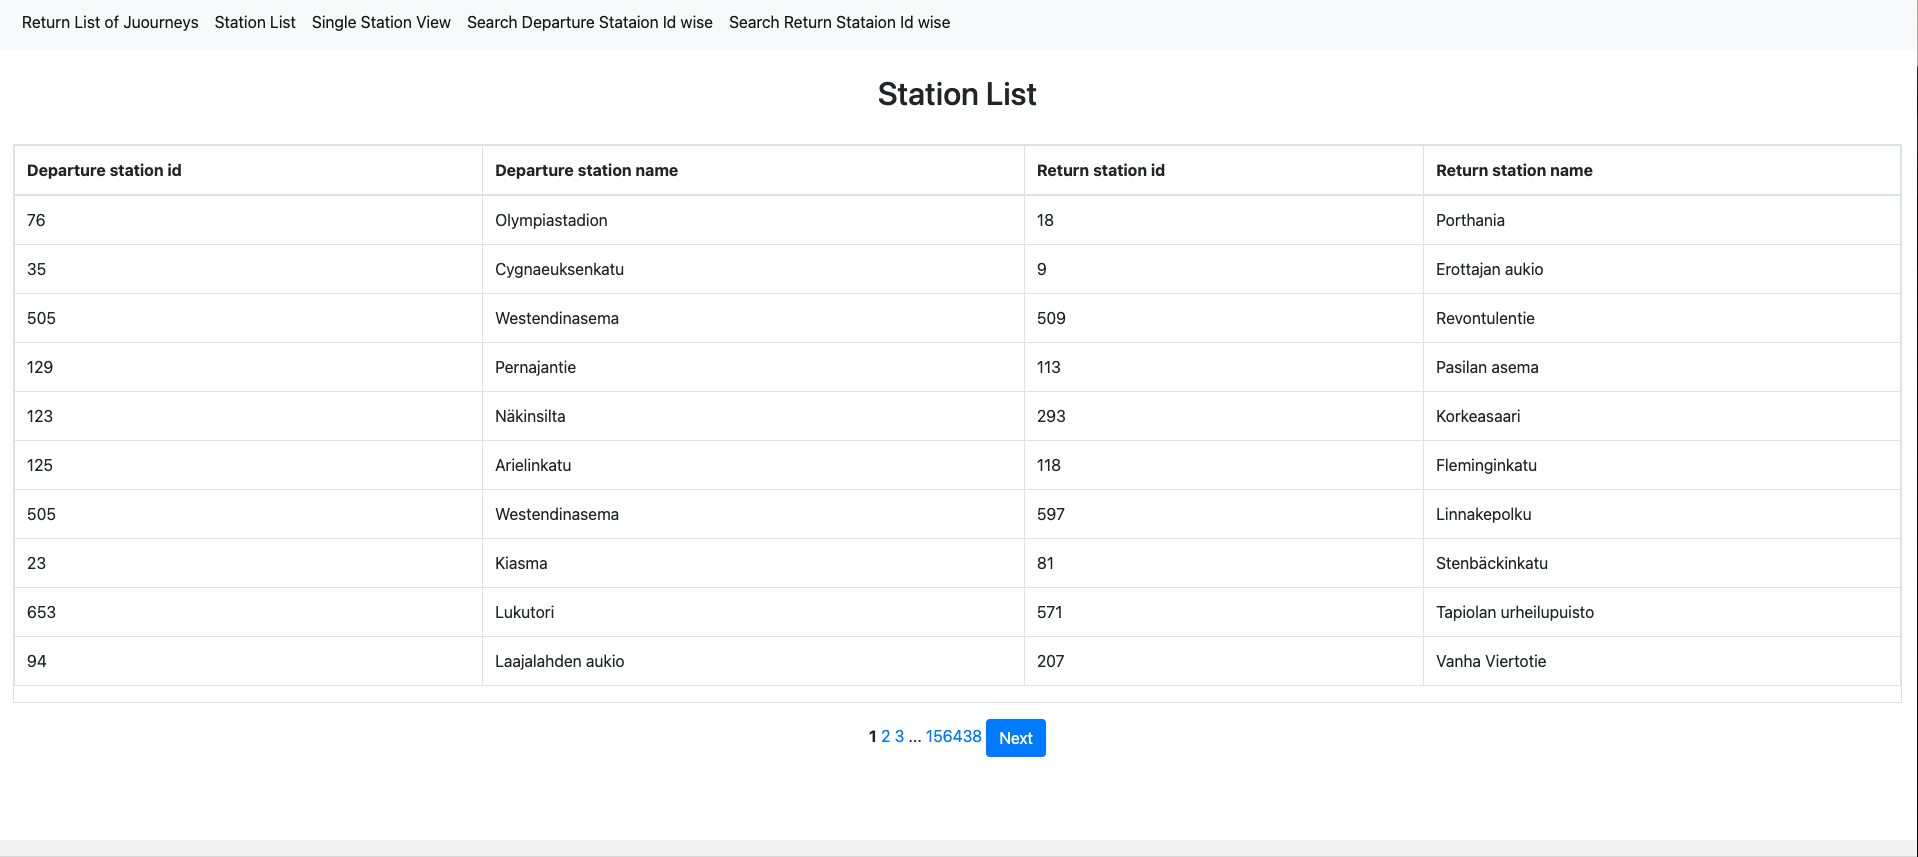 Return List of Juourneys Station List Single Station View Search Departure Stataion Id wise Search Return Stataion Id wise
Station List
Departure station id Departure station name Return station id Return station name
76 Olympiastadion 18 Porthania
35 Cygnaeuksenkatu 9 Erottajan aukio
505 Westendinasema 509 Revontulentie
129 Pernajantie 113 Pasilan asema
123 Näkinsilta 293 Korkeasaari
125 Arielinkatu 118 Fleminginkatu
505 Westendinasema 597 Linnakepolku
23 Kiasma 81 Stenbäckinkatu
653 Lukutori 571 Tapiolan urheilupuisto
94 Laajalahden aukio 207 Vanha Viertotie
1 2 3 ... 156438 Next